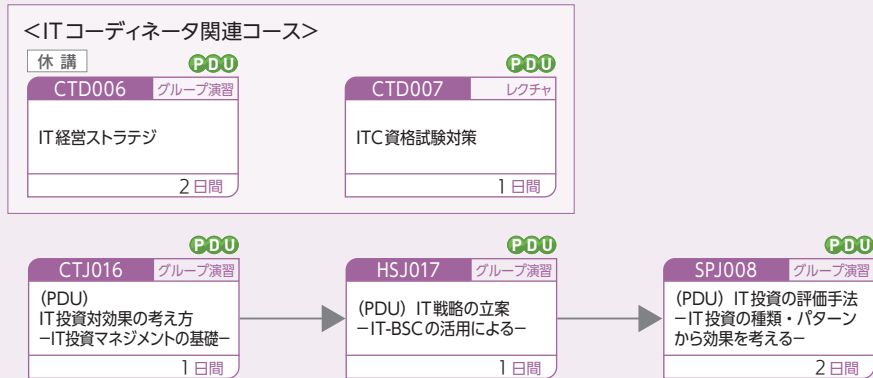 ＜ITコーディネータ関連コース＞
休 講
PDU
CTD006 グループ演習
IT経営ストラテジ
2日間
PDU
CTD007 レクチャ
ITC資格試験対策
1日間
PDU
CTJ016 グループ演習
(PDU)
IT投資対効果の考え方
−IT投資マネジメントの基礎−
1日間
PDU
HSJ017 グループ演習
(PDU) IT戦略の立案
−IT-BSCの活用による−
1日間
PDU
SPJ008 グループ演習
(PDU) IT投資の評価手法
−IT投資の種類・パターン
から効果を考える−
2日間